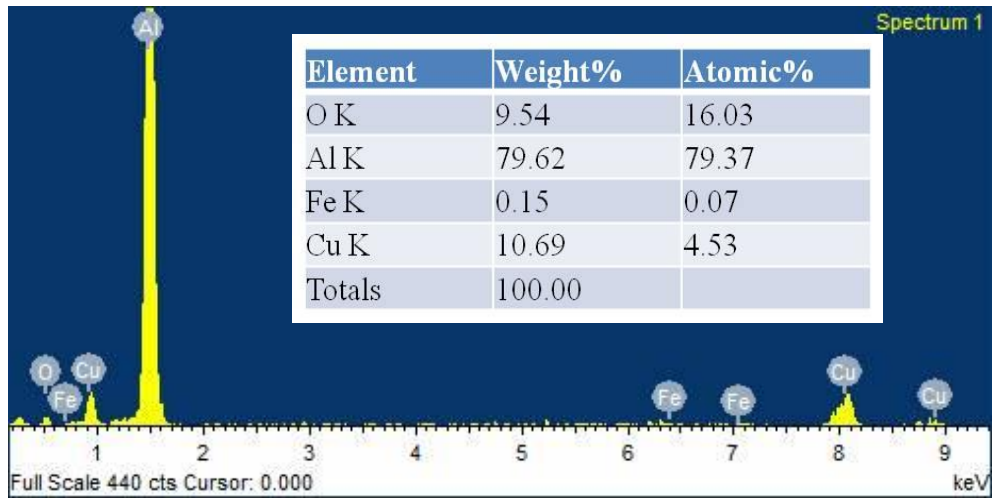 Spectrum 1
Al
Element Weight% Atomic%
O K 9.54 16.03
Al K 79.62 79.37
Fe K 0.15 0.07
Cu K 10.69 4.53
Totals 100.00
O Cu Fe Fe Fe Cu Cu
1 2 3 4 5 6 7 8 9
Full Scale 440 cts Cursor: 0.000 keV